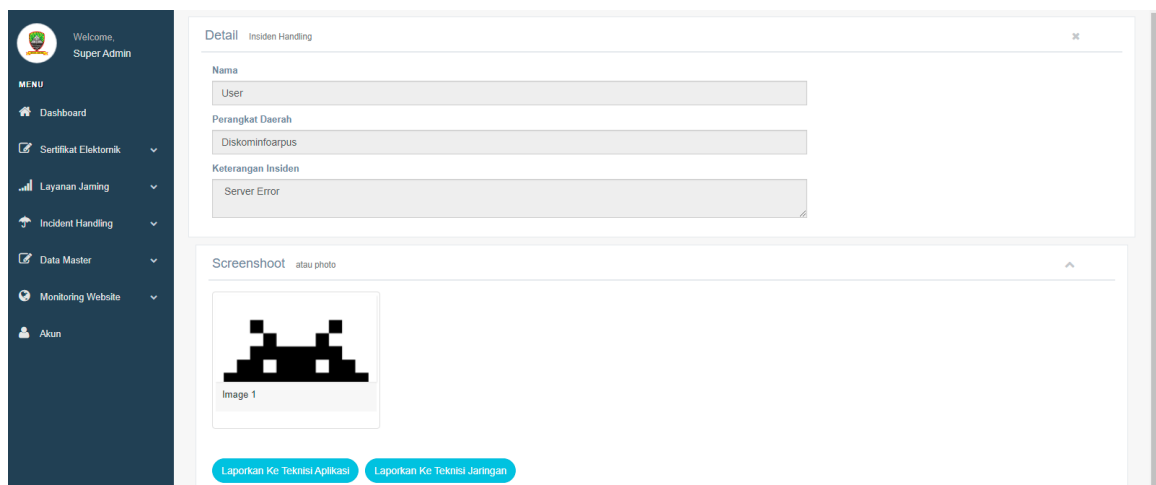 Welcome,
Super Admin
MENU
Dashboard
Sertifikat Elektornik
Layanan Jaming
Incident Handling
Data Master
Monitoring Website
Akun
Detail Insiden Handling
Nama
User
Perangkat Daerah
Diskominfoarpus
Keterangan Insiden
Server Error
Screenshoot atau photo
Image 1
Laporkan Ke Teknisi Aplikasi Laporkan Ke Teknisi Jaringan